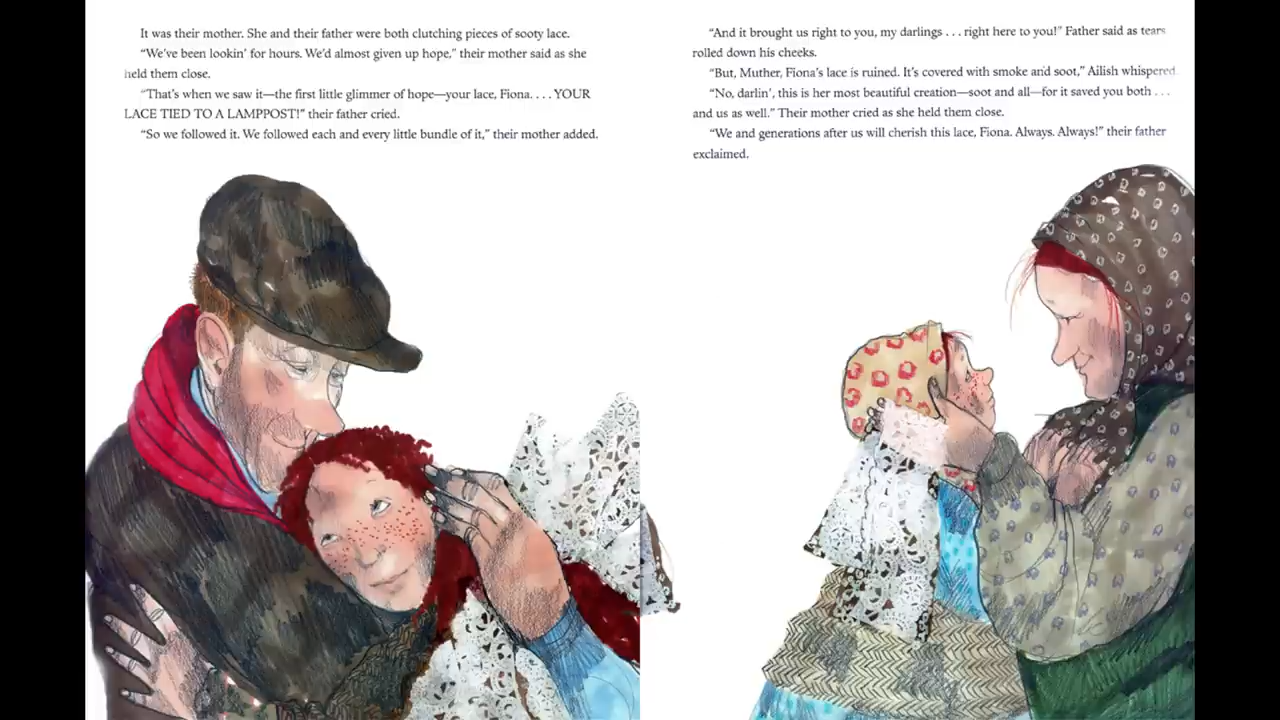 It was their mother. She and their father were both clutching pieces of sooty lace.
“We’ve been lookin’ for hours. We’d almost given up hope,” their mother said as she
held them close.
“That’s when we saw it—the first little glimmer of hope—your lace, Fiona. . . . YOUR
LACE TIED TO A LAMPPOST!” their father cried.
“So we followed it. We followed each and every little bundle of it,” their mother added.
“And it brought us right to you, my darlings . . . right here to you!” Father said as tears
rolled down his cheeks.
“But, Muther, Fiona’s lace is ruined. It’s covered with smoke and soot,” Ailish whispered.
“No, darlin’, this is her most beautiful creation—soot and all—for it saved you both . . .
and us as well.” Their mother cried as she held them close.
“We and generations after us will cherish this lace, Fiona. Always. Always!” their father
exclaimed.